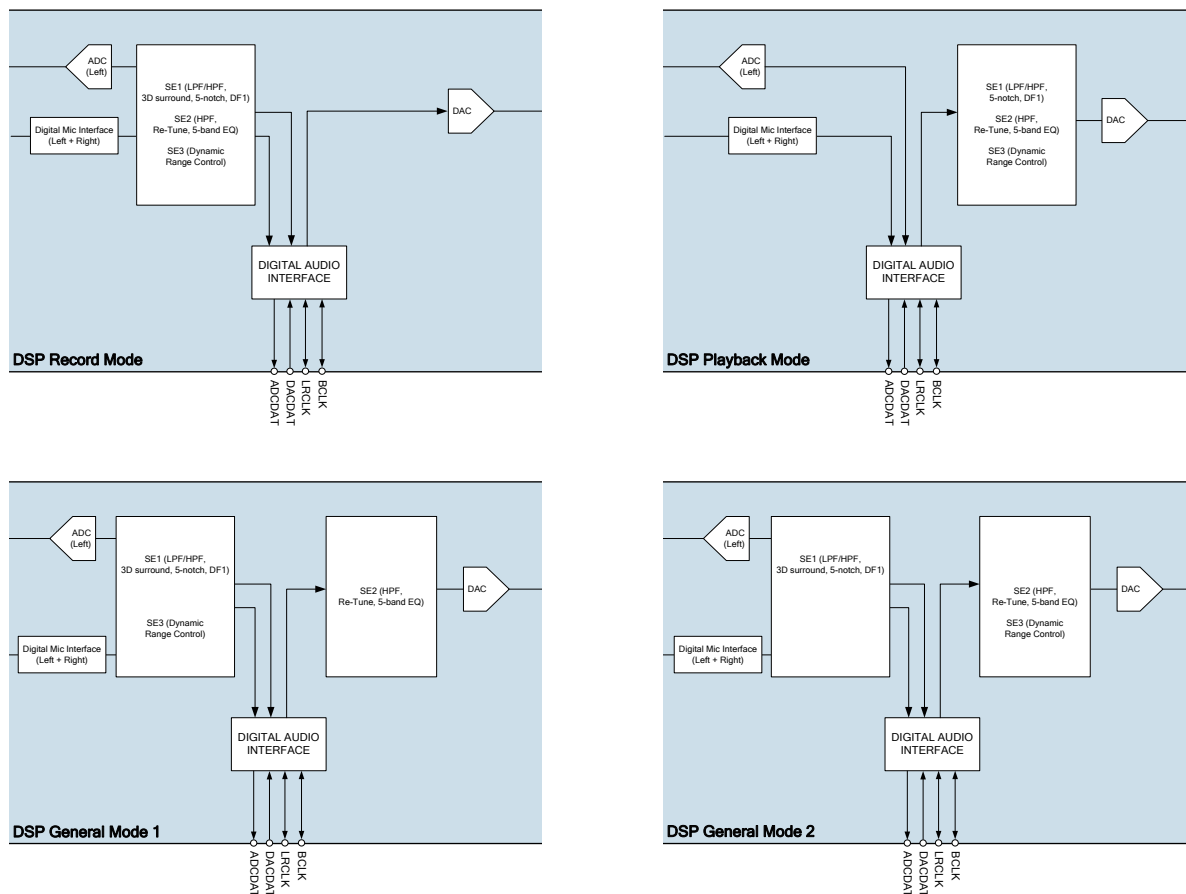 ADC
(Left)
SE1 (LPF/HPF,
3D surround, 5-notch, DF1)
SE2 (HPF,
Re-Tune, 5-band EQ)
SE3 (Dynamic
Range Control)
Digital Mic Interface
(Left + Right)
DAC
DIGITAL AUDIO
INTERFACE
DSP Record Mode
ADCDAT
DACDAT
LRCLK
BCLK
ADC
(Left)
SE1 (LPF/HPF,
5-notch, DF1)
SE2 (HPF,
Re-Tune, 5-band EQ)
SE3 (Dynamic
Range Control)
Digital Mic Interface
(Left + Right)
DAC
DIGITAL AUDIO
INTERFACE
DSP Playback Mode
ADCDAT
DACDAT
LRCLK
BCLK
ADC
(Left)
SE1 (LPF/HPF,
3D surround, 5-notch, DF1)
SE3 (Dynamic
Range Control)
Digital Mic Interface
(Left + Right)
SE2 (HPF,
Re-Tune, 5-band EQ)
DAC
DIGITAL AUDIO
INTERFACE
DSP General Mode 1
ADCDAT
DACDAT
LRCLK
BCLK
ADC
(Left)
SE1 (LPF/HPF,
3D surround, 5-notch, DF1)
Digital Mic Interface
(Left + Right)
SE2 (HPF,
Re-Tune, 5-band EQ)
SE3 (Dynamic
Range Control)
DAC
DIGITAL AUDIO
INTERFACE
DSP General Mode 2
ADCDAT
DACDAT
LRCLK
BCLK